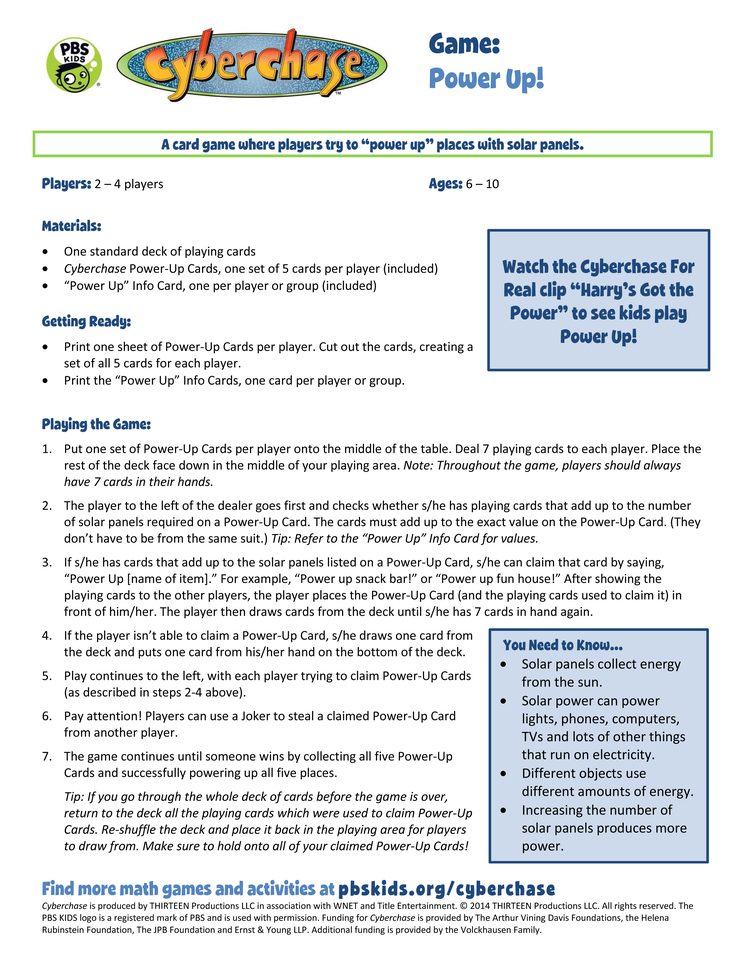 PBS
KIDS
Cyberchase
Game:
Power Up!
A card game where players try to “power up” places with solar panels.
Players: 2 – 4 players
Ages: 6 – 10
Materials:
• One standard deck of playing cards
• Cyberchase Power-Up Cards, one set of 5 cards per player (included)
• “Power Up” Info Card, one per player or group (included)
Watch the Cyberchase For
Real clip “Harry’s Got the
Power” to see kids play
Power Up!
Getting Ready:
• Print one sheet of Power-Up Cards per player. Cut out the cards, creating a
set of all 5 cards for each player.
• Print the “Power Up” Info Cards, one card per player or group.
Playing the Game:
1. Put one set of Power-Up Cards per player onto the middle of the table. Deal 7 playing cards to each player. Place the
rest of the deck face down in the middle of your playing area. Note: Throughout the game, players should always
have 7 cards in their hands.
2. The player to the left of the dealer goes first and checks whether s/he has playing cards that add up to the number
of solar panels required on a Power-Up Card. The cards must add up to the exact value on the Power-Up Card. (They
don’t have to be from the same suit.) Tip: Refer to the “Power Up” Info Card for values.
3. If s/he has cards that add up to the solar panels listed on a Power-Up Card, s/he can claim that card by saying,
“Power Up [name of item].” For example, “Power up snack bar!” or “Power up fun house!” After showing the
playing cards to the other players, the player places the Power-Up Card (and the playing cards used to claim it) in
front of him/her. The player then draws cards from the deck until s/he has 7 cards in hand again.
4. If the player isn’t able to claim a Power-Up Card, s/he draws one card from
the deck and puts one card from his/her hand on the bottom of the deck.
5. Play continues to the left, with each player trying to claim Power-Up Cards
(as described in steps 2-4 above).
6. Pay attention! Players can use a Joker to steal a claimed Power-Up Card
from another player.
7. The game continues until someone wins by collecting all five Power-Up
Cards and successfully powering up all five places.
Tip: If you go through the whole deck of cards before the game is over,
return to the deck all the playing cards which were used to claim Power-Up
Cards. Re-shuffle the deck and place it back in the playing area for players
to draw from. Make sure to hold onto all of your claimed Power-Up Cards!
You Need to Know...
• Solar panels collect energy
from the sun.
• Solar power can power
lights, phones, computers,
TVs and lots of other things
that run on electricity.
• Different objects use
different amounts of energy.
• Increasing the number of
solar panels produces more
power.
Find more math games and activities at pbskids.org/cyberchase
Cyberchase is produced by THIRTEEN Productions LLC in association with WNET and Title Entertainment. © 2014 THIRTEEN Productions LLC. All rights reserved. The
PBS KIDS logo is a registered mark of PBS and is used with permission. Funding for Cyberchase is provided by The Arthur Vining Davis Foundations, the Helena
Rubinstein Foundation, The JPB Foundation and Ernst & Young LLP. Additional funding is provided by the Volckhausen Family.